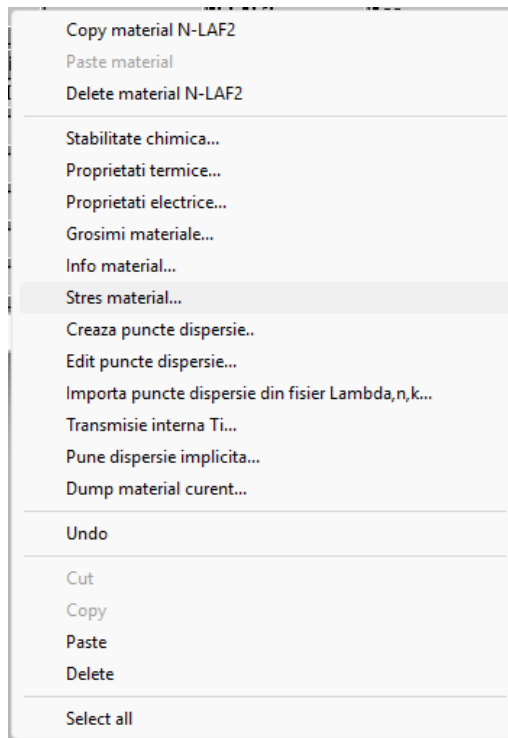 Copy material N-LAF2
Paste material
Delete material N-LAF2
Stabilitate chimica...
Proprietati termice...
Proprietati electrice...
Grosimi materiale...
Info material...
Stres material...
Creaza puncte dispersie..
Edit puncte dispersie...
Importa puncte dispersie din fisier Lambda,n,k...
Transmisie interna Ti...
Pune dispersie implicita...
Dump material curent...
Undo
Cut
Copy
Paste
Delete
Select all